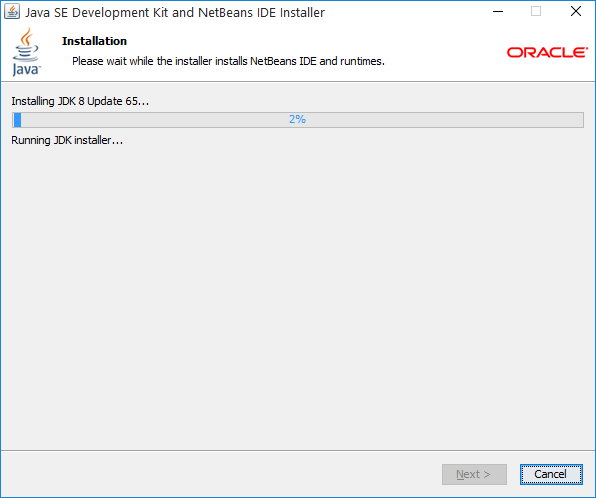 Java SE Development Kit and NetBeans IDE Installer
Installation
Please wait while the installer installs NetBeans IDE and runtimes.
Java™
ORACLE®
Installing JDK 8 Update 65...
2%
Running JDK installer...
Next >
Cancel